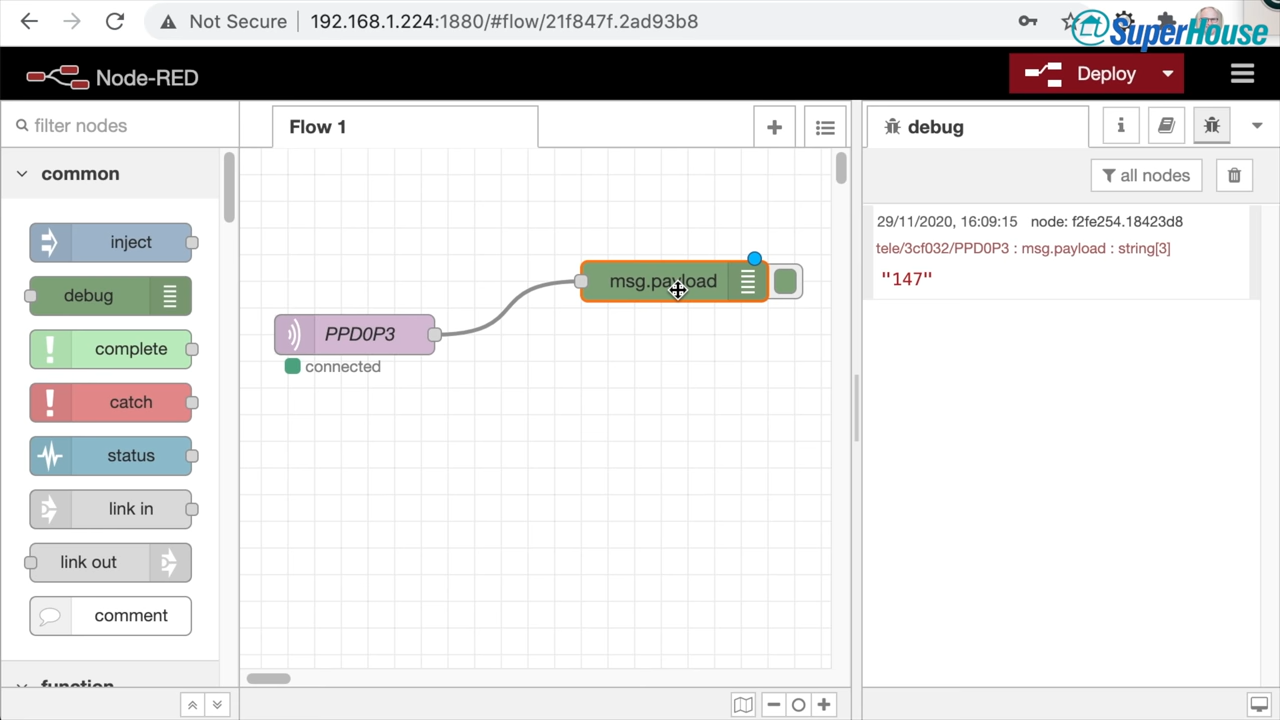 Not Secure 192.168.1.224:1880/#flow/21f847f.2ad93b8
SuperHouse
Node-RED
Deploy
filter nodes
Flow 1
debug
i
common
all nodes
inject
29/11/2020, 16:09:15 node: f2fe254.18423d8
tele/3cf032/PPD0P3 : msg.payload : string[3]
"147"
msg.payload
debug
PPD0P3
complete
connected
catch
status
link in
link out
comment
function